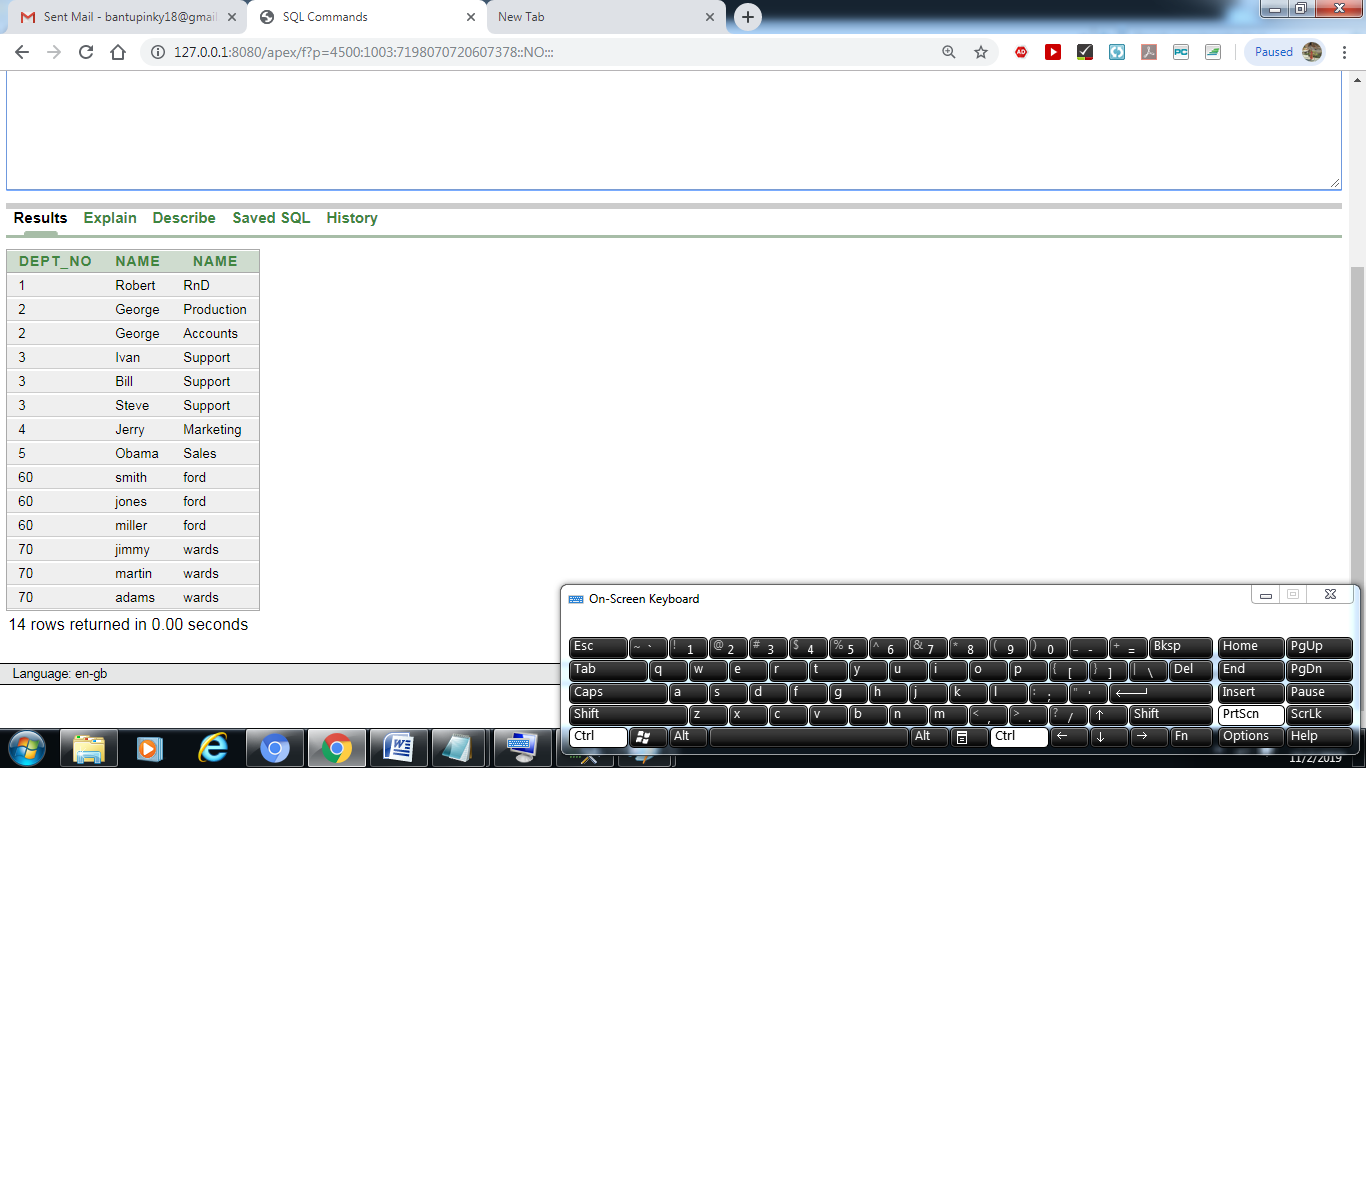 Sent Mail - bantupinky18@gmail.
SQL Commands
New Tab
127.0.0.1:8080/apex/f?p=4500:1003:7198070720607378::NO:::
Paused
Results Explain Describe Saved SQL History
DEPT_NO NAME NAME
1 Robert RnD
2 George Production
2 George Accounts
3 Ivan Support
3 Bill Support
3 Steve Support
4 Jerry Marketing
5 Obama Sales
60 smith ford
60 jones ford
60 miller ford
70 jimmy wards
70 martin wards
70 adams wards
14 rows returned in 0.00 seconds
Language: en-gb
On-Screen Keyboard
Esc ~ ` ! 1 @ 2 # 3 $ 4 % 5 ^ 6 & 7 * 8 ( 9 ) 0 _ - + = Bksp Home PgUp
Tab q w e r t y u i o p { [ } ] | \ Del End PgDn
Caps a s d f g h j k l : ; " ' Insert Pause
Shift z x c v b n m < , > . ? / ↑ Shift PrtScn ScrLk
Ctrl Alt Alt Ctrl ← ↓ → Fn Options Help
11/2/2019